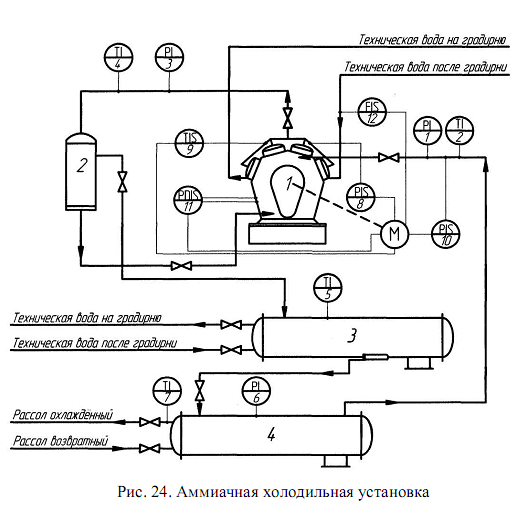 Техническая вода на градирню
Техническая вода после градирни
TI
4
PI
3
FIS
12
TIS
9
PI
1
TI
2
2
1
PDIS
11
PIS
8
M
PIS
10
TI
5
Техническая вода на градирню
Техническая вода после градирни
3
TI
7
PI
6
Рассол охлаждённый
Рассол возвратный
4
Рис. 24. Аммиачная холодильная установка